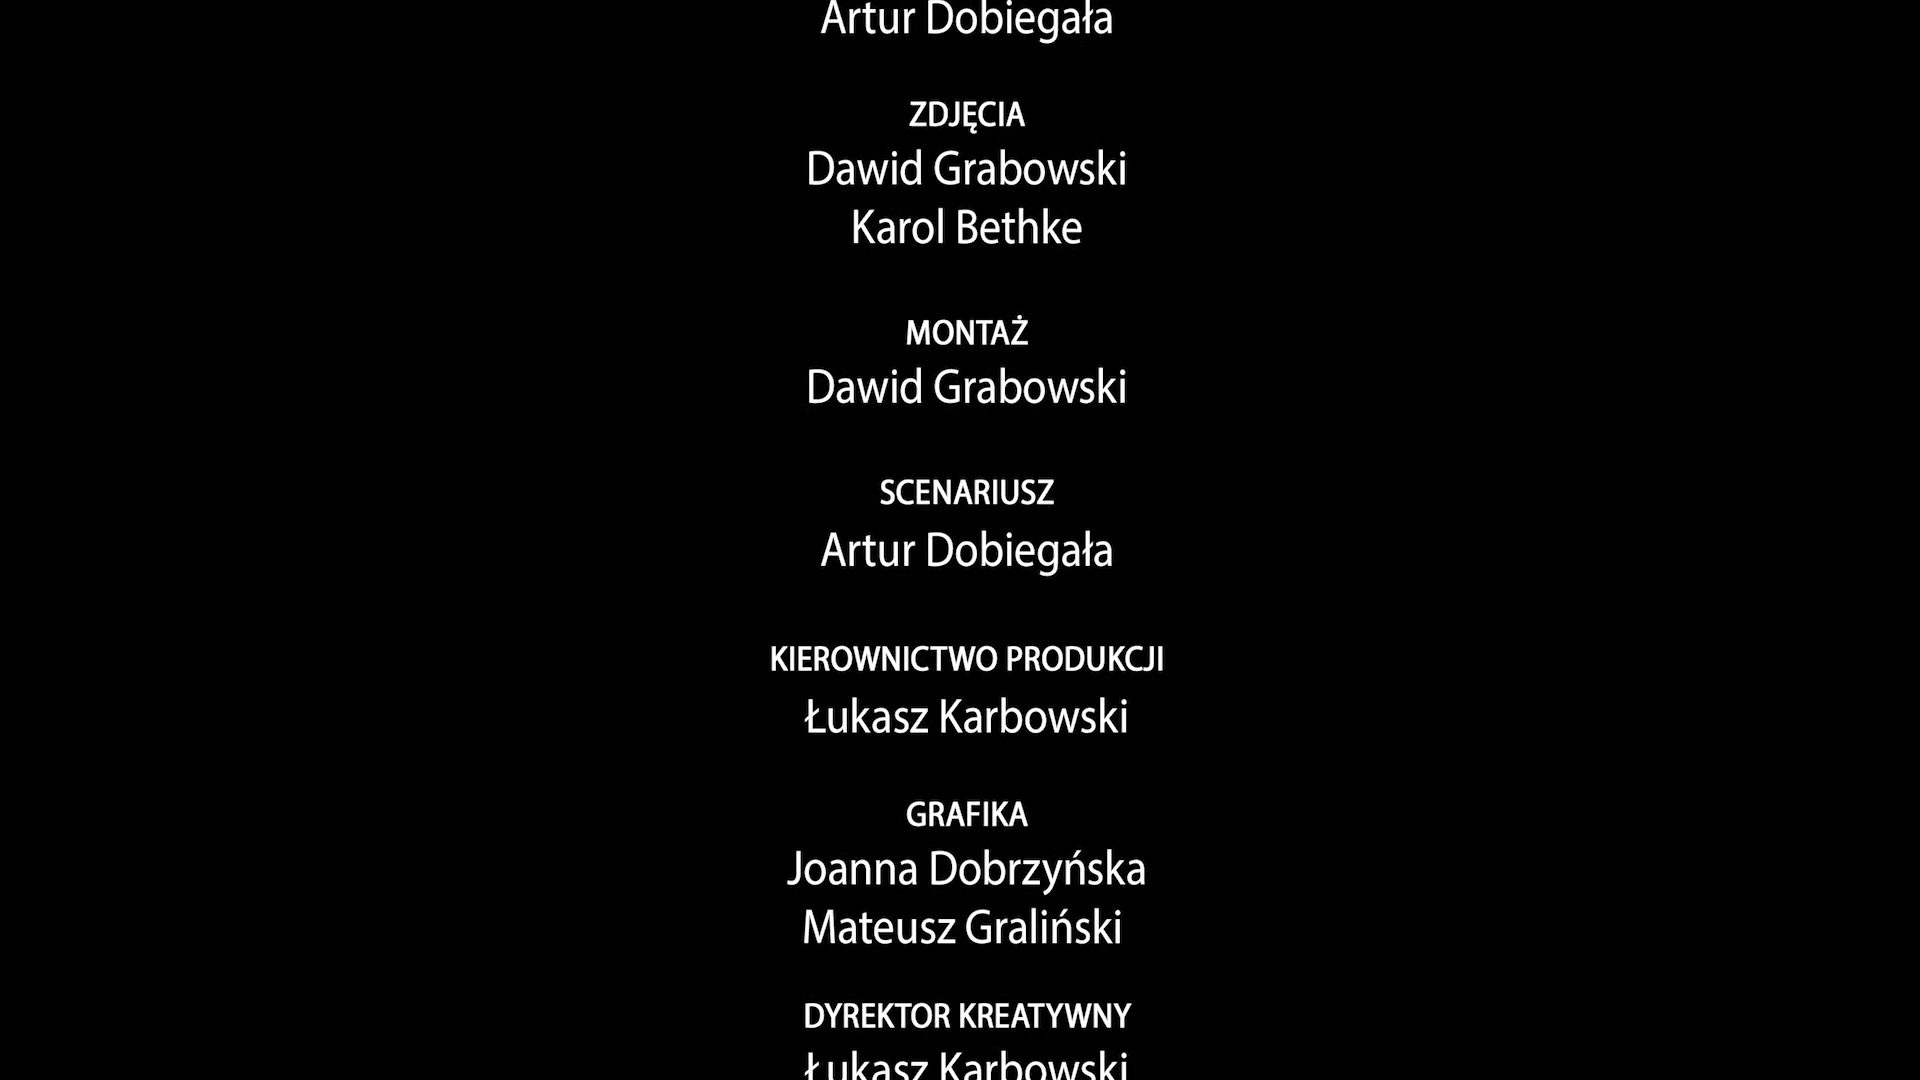 Artur Dobiegała
ZDJĘCIA
Dawid Grabowski
Karol Bethke
MONTAŻ
Dawid Grabowski
SCENARIUSZ
Artur Dobiegała
KIEROWNICTWO PRODUKCJI
Łukasz Karbowski
GRAFIKA
Joanna Dobrzyńska
Mateusz Graliński
DYREKTOR KREATYWNY
Łukasz Karbowski